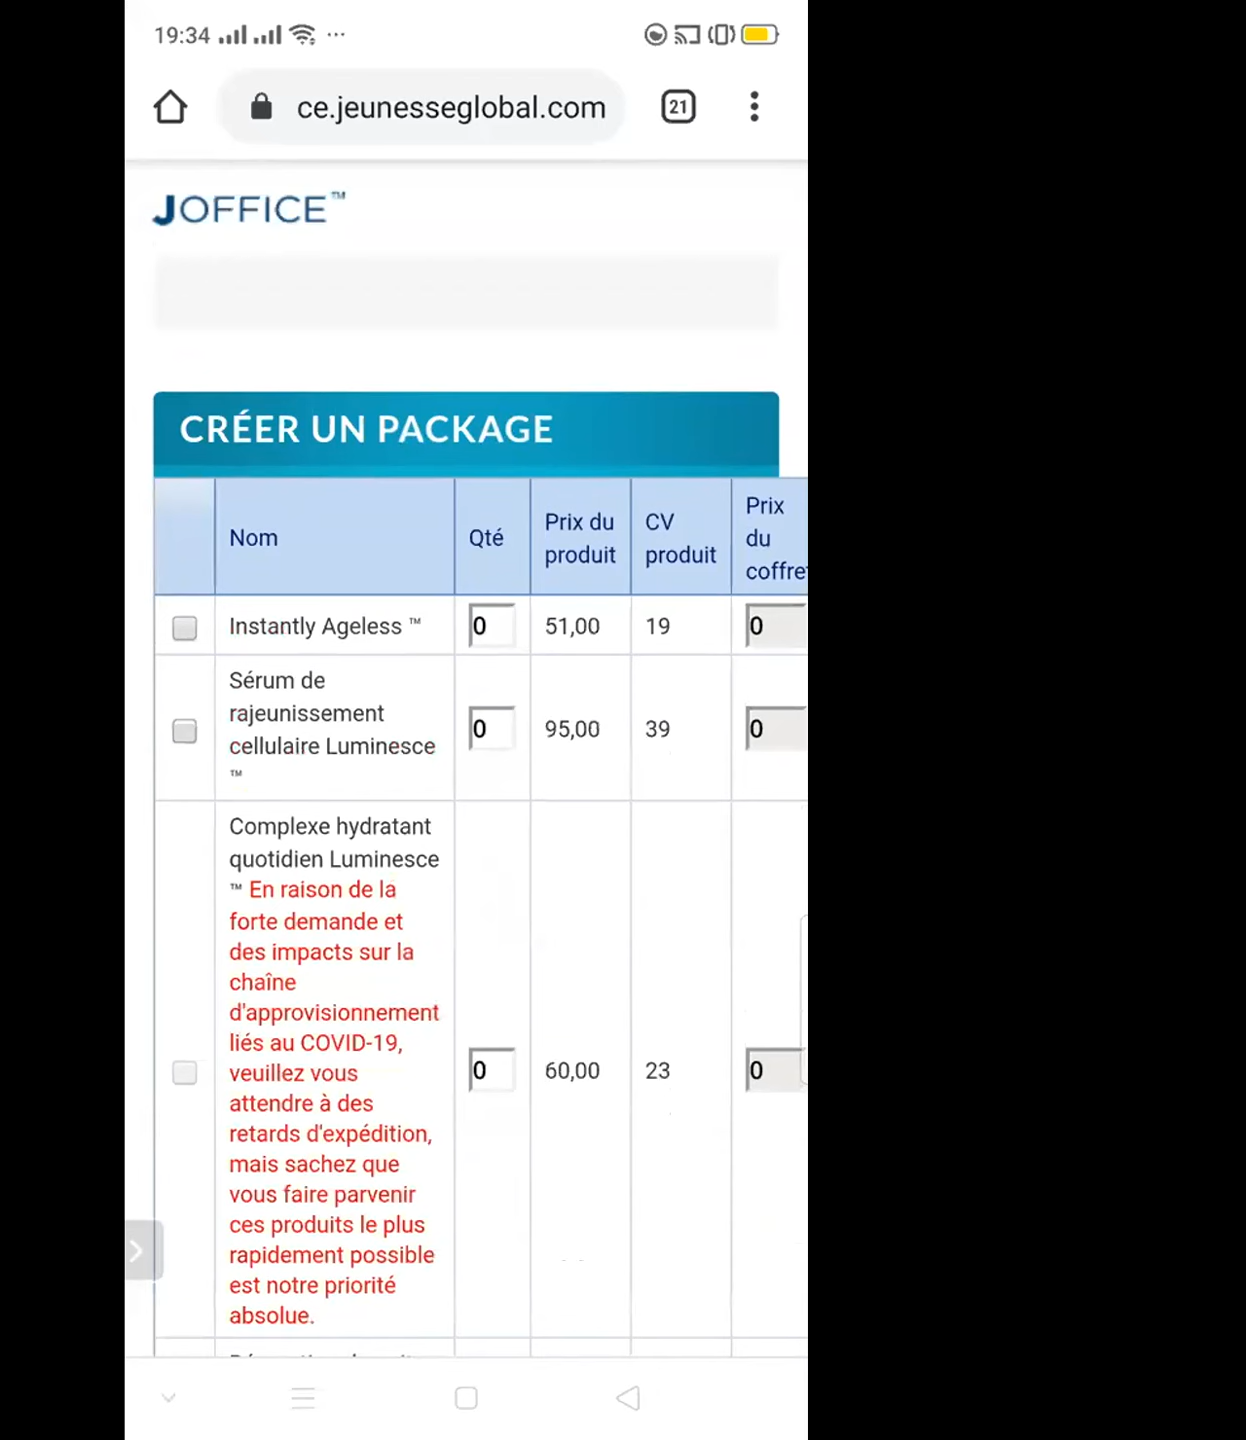 19:34
ce.jeunesseglobal.com
21
JOFFICE™
CRÉER UN PACKAGE
Nom
Qté
Prix du
produit
CV
produit
Prix
du
coffre
Instantly Ageless ™
0
51,00
19
0
Sérum de
rajeunissement
cellulaire Luminesce
™
0
95,00
39
0
Complexe hydratant
quotidien Luminesce
™ En raison de la
forte demande et
des impacts sur la
chaîne
d'approvisionnement
liés au COVID-19,
veuillez vous
attendre à des
retards d'expédition,
mais sachez que
vous faire parvenir
ces produits le plus
rapidement possible
est notre priorité
absolue.
0
60,00
23
0